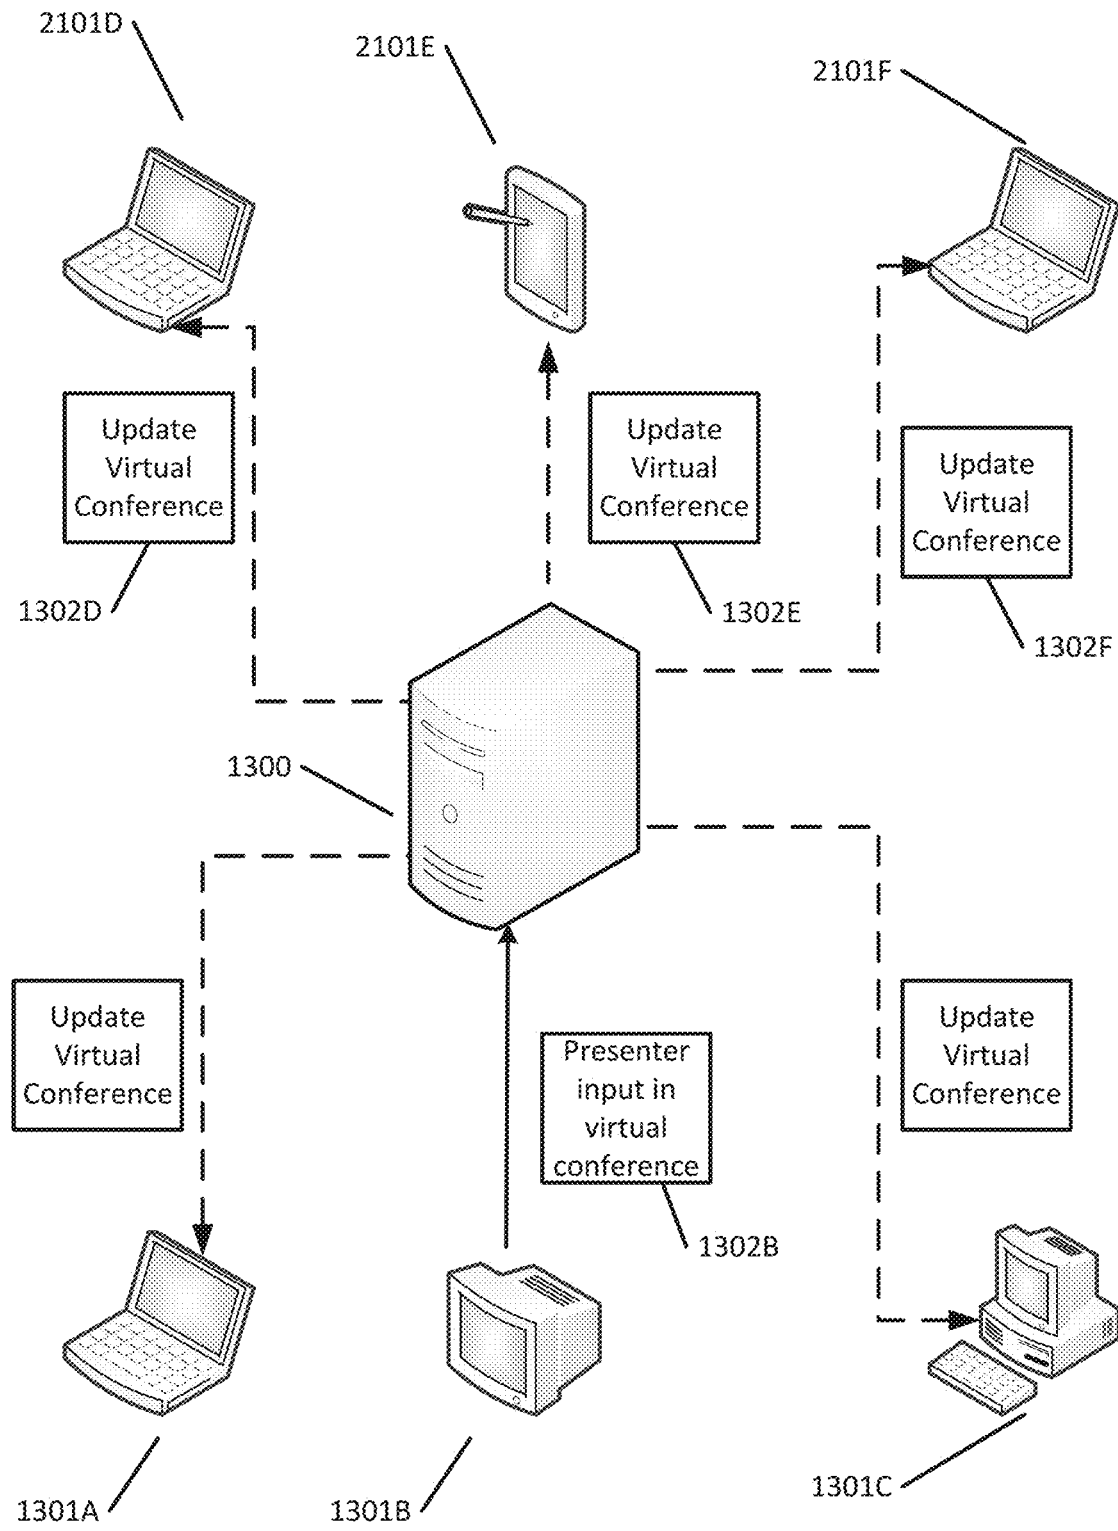 2101D
2101E
2101F
Update
Virtual
Conference
1302D
Update
Virtual
Conference
1302E
Update
Virtual
Conference
1302F
1300
Update
Virtual
Conference
Presenter
input in
virtual
conference
1302B
Update
Virtual
Conference
1301A
1301B
1301C